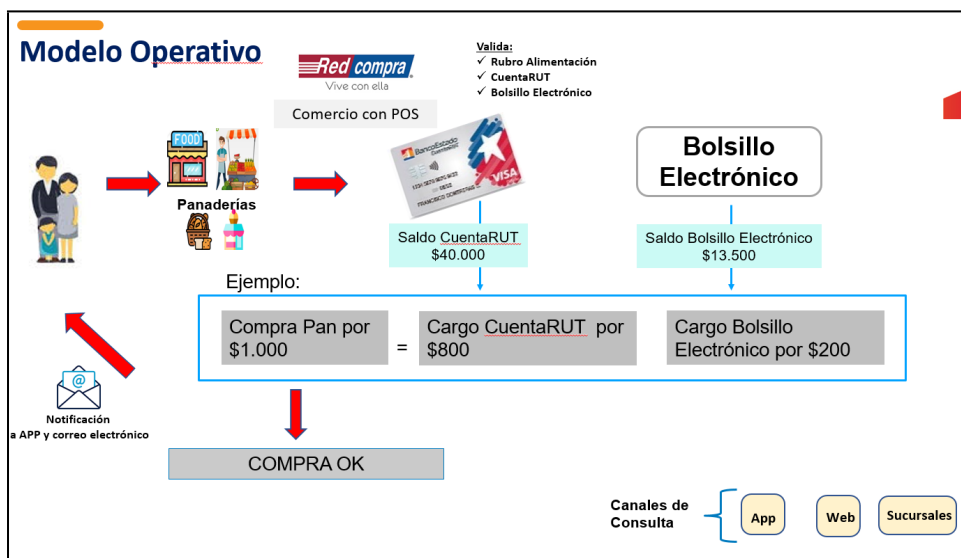 Modelo Operativo
Red compra.
Vive con ella
Comercio con POS
Valida:
✓ Rubro Alimentación
✓ CuentaRUT
✓ Bolsillo Electrónico
FOOD
Panaderías
BancoEstado
VISA
Bolsillo
Electrónico
Saldo CuentaRUT
$40.000
Saldo Bolsillo Electrónico
$13.500
Ejemplo:
Compra Pan por
$1.000
=
Cargo CuentaRUT por
$800
Cargo Bolsillo
Electrónico por $200
@
Notificación
a APP y correo electrónico
COMPRA OK
Canales de
Consulta
App
Web
Sucursales